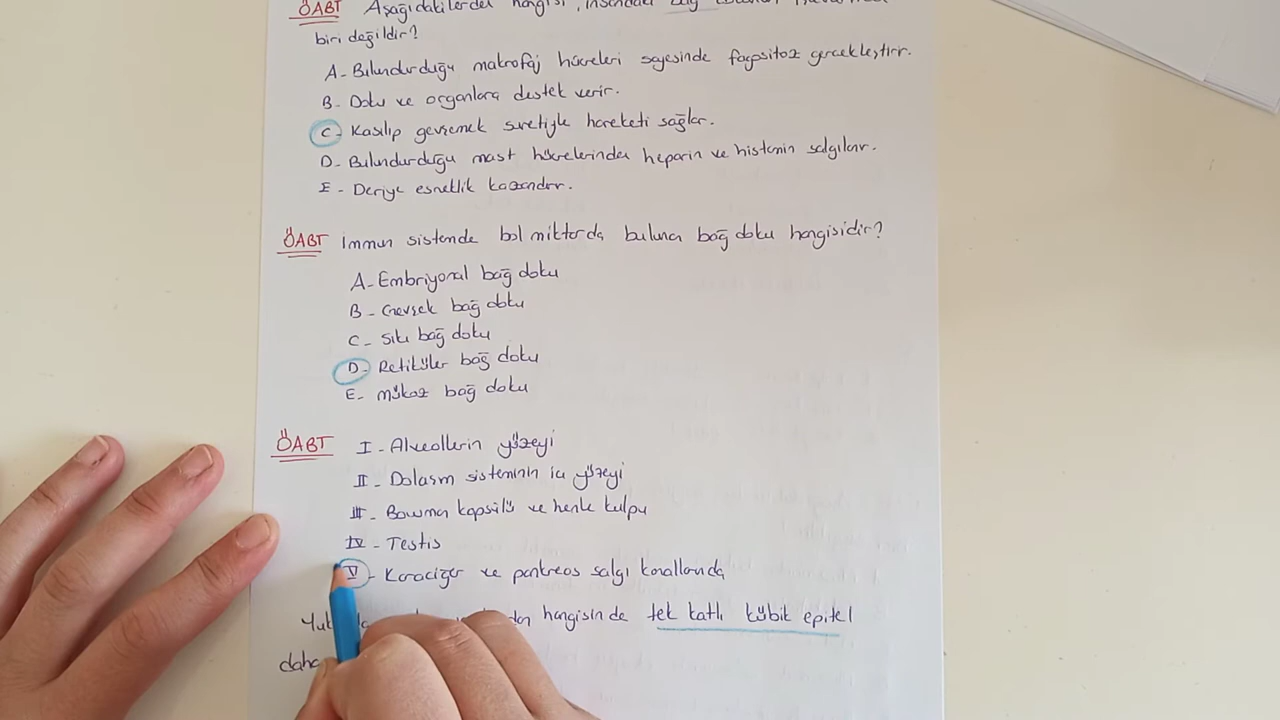 ÖABT Aşağıdakilerden hangisi, insandaki bağ
biri değildir?
A- Bulundurduğu makrofaj hücreleri sayesinde fagositoz gerçekleştirir.
B- Doku ve organlara destek verir.
C- Kasılıp gevşemek suretiyle hareketi sağlar.
D- Bulundurduğu mast hücrelerinden heparin ve histamin salgılar.
E- Deriye esneklik kazandırır.
ÖABT İmmun sistemde bol miktarda bulunan bağ doku hangisidir?
A- Embriyonal bağ doku
B- Gevşek bağ doku
C- Sıkı bağ doku
D- Retiküler bağ doku
E- Mükoz bağ doku
ÖABT I- Alveollerin yüzeyi
II- Dolaşım sisteminin iç yüzeyi
III- Bowman kapsülü ve henle kulpu
IV- Testis
V- Karaciğer ve pankreas salgı kanallarında
hangisinde tek katlı kübik epitel
daha